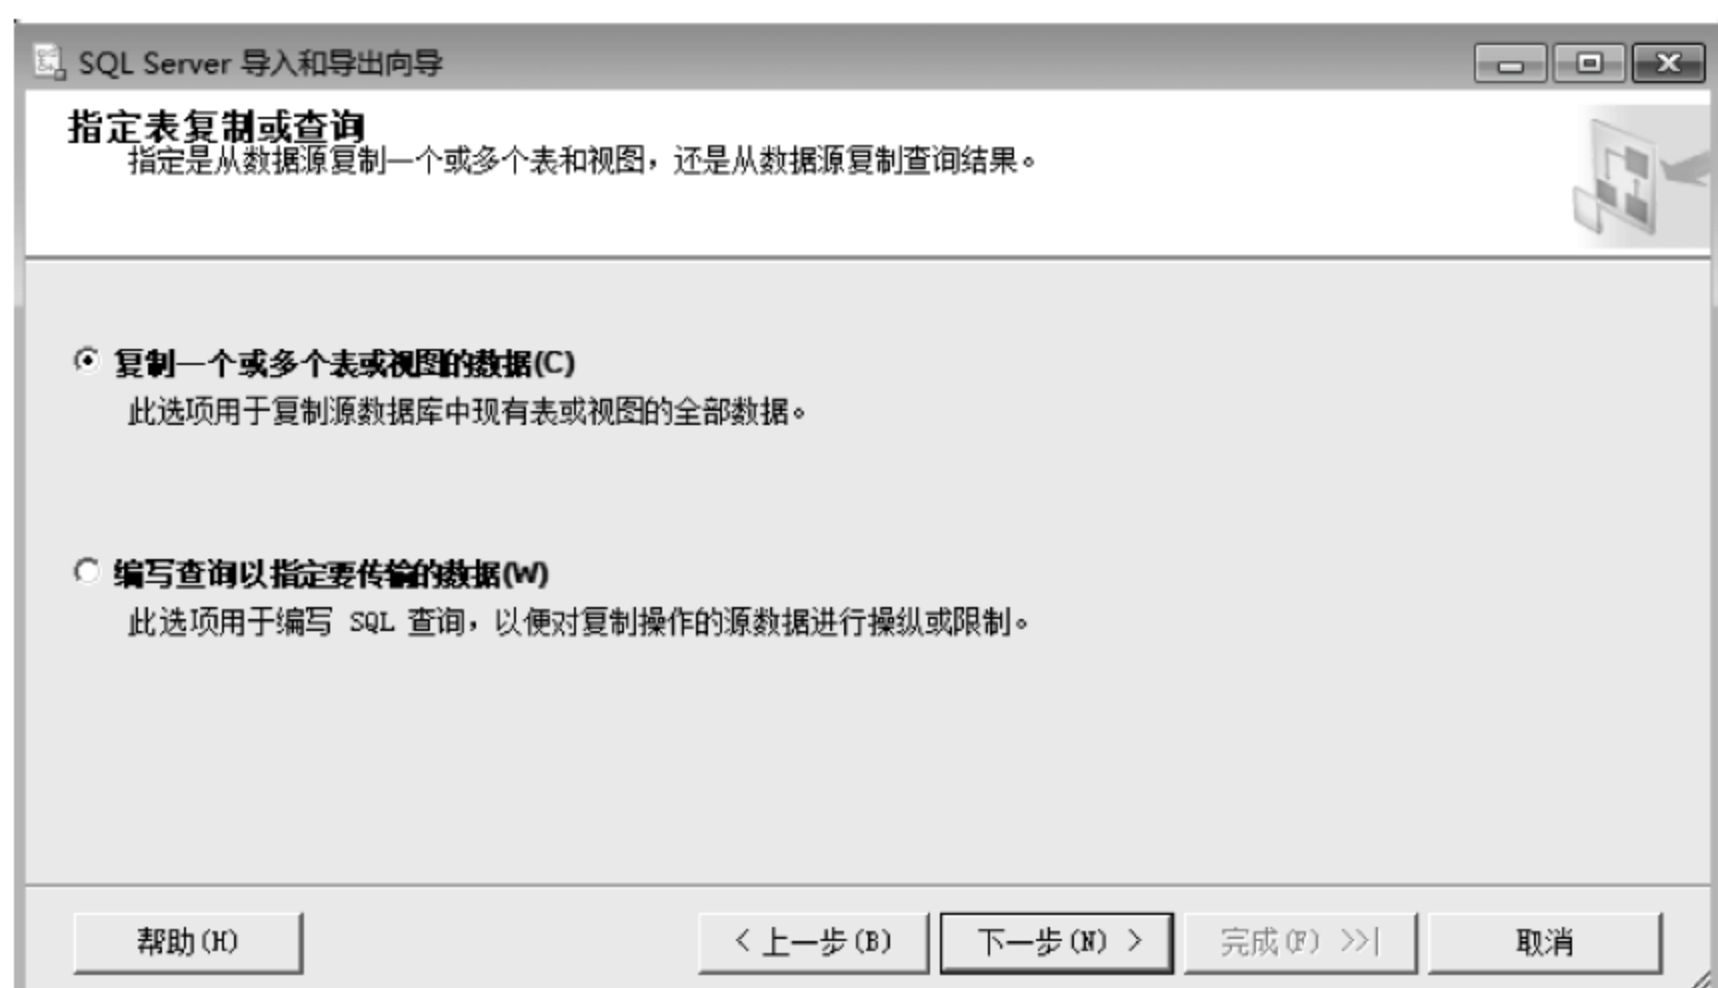 SQL Server 导入和导出向导
指定表复制或查询
指定是从数据源复制一个或多个表和视图，还是从数据源复制查询结果。
复制一个或多个表或视图的数据(C)
此选项用于复制源数据库中现有表或视图的全部数据。
编写查询以指定要传输的数据(W)
此选项用于编写 SQL 查询，以便对复制操作的源数据进行操纵或限制。
帮助(H) < 上一步(B) 下一步(N) > 完成(F) >>| 取消